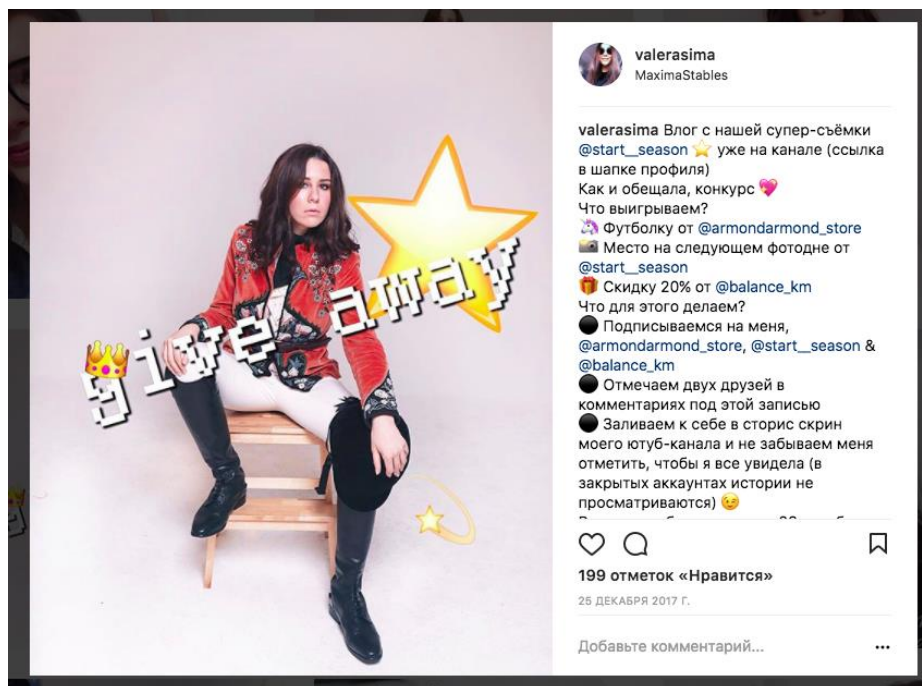 give away
valerasima
MaximaStables
valerasima Влог с нашей супер-съёмки
@start__season ⭐ уже на канале (ссылка
в шапке профиля)
Как и обещала, конкурс 💘
Что выигрываем?
🦄 Футболку от @armondarmond_store
📸 Место на следующем фотодне от
@start__season
🎁 Скидку 20% от @balance_km
Что для этого делаем?
⚫ Подписываемся на меня,
@armondarmond_store, @start__season &
@balance_km
⚫ Отмечаем двух друзей в
комментариях под этой записью
⚫ Заливаем к себе в сторис скрин
моего ютуб-канала и не забываем меня
отметить, чтобы я все увидела (в
закрытых аккаунтах истории не
просматриваются) 😉
199 отметок «Нравится»
25 ДЕКАБРЯ 2017 Г.
Добавьте комментарий...